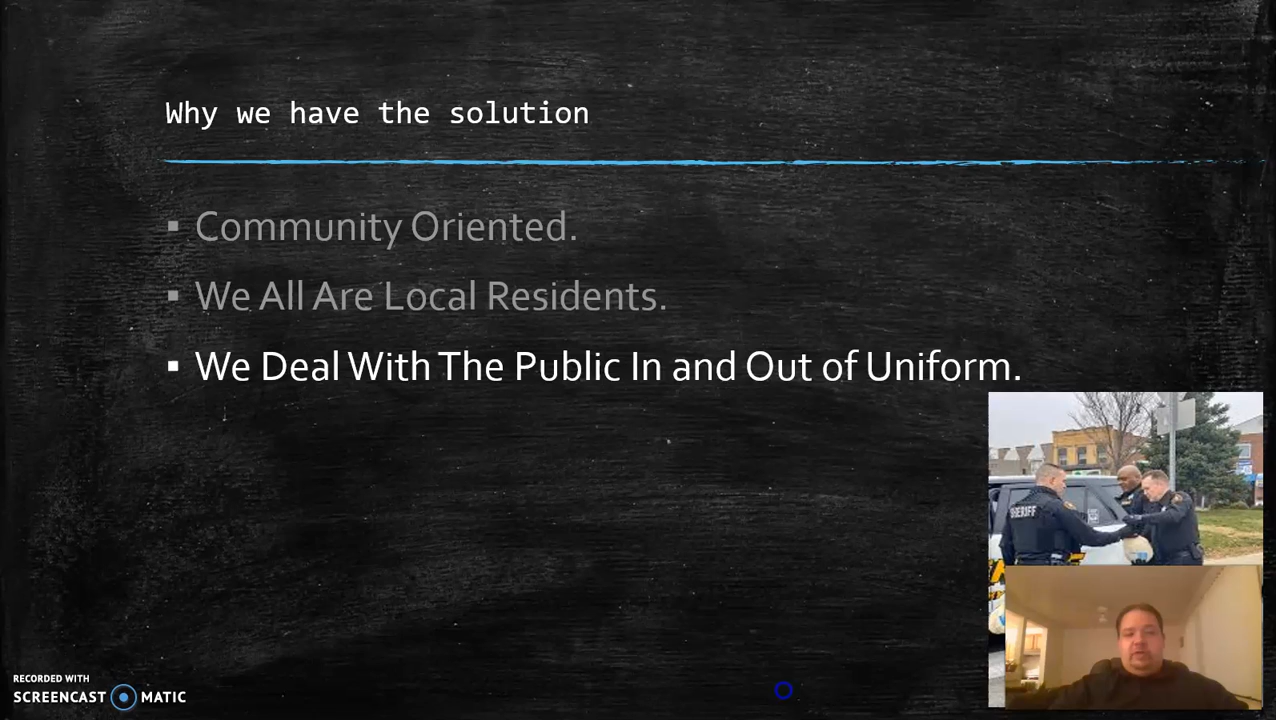 Why we have the solution
▪ Community Oriented.
▪ We All Are Local Residents.
▪ We Deal With The Public In and Out of Uniform.
SHERIFF
RECORDED WITH
SCREENCAST MATIC